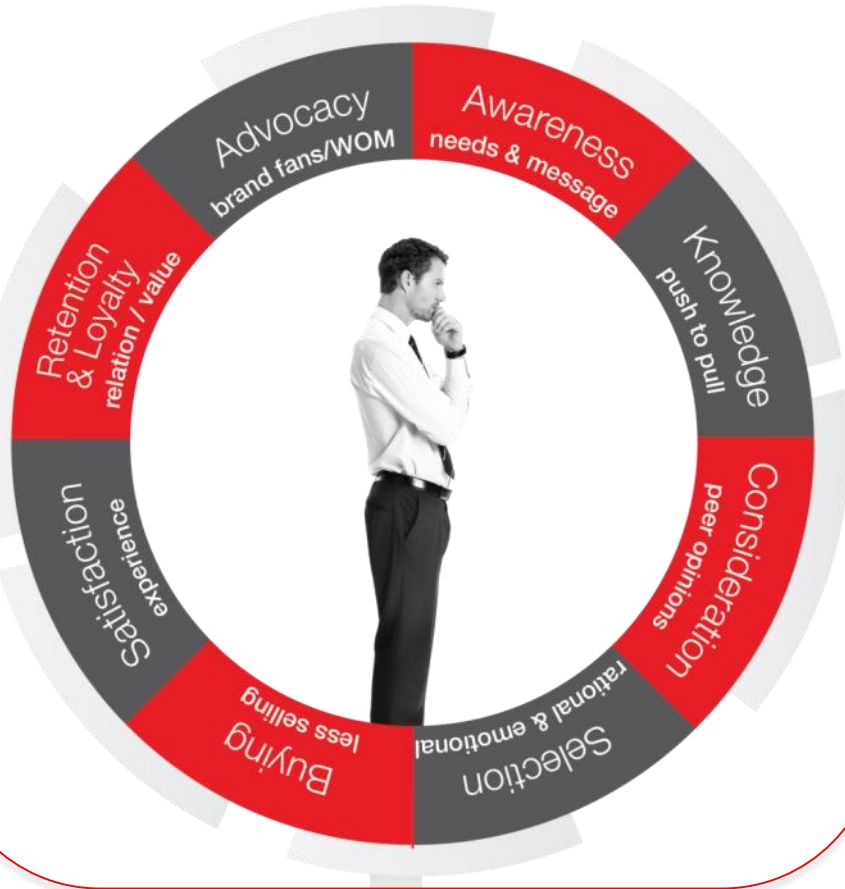 Awareness
needs & message
Knowledge
push to pull
Consideration
peer opinions
Selection
rational & emotional
Buying
less selling
Satisfaction
experience
Retention
& Loyalty
relation / value
Advocacy
brand fans/WOM